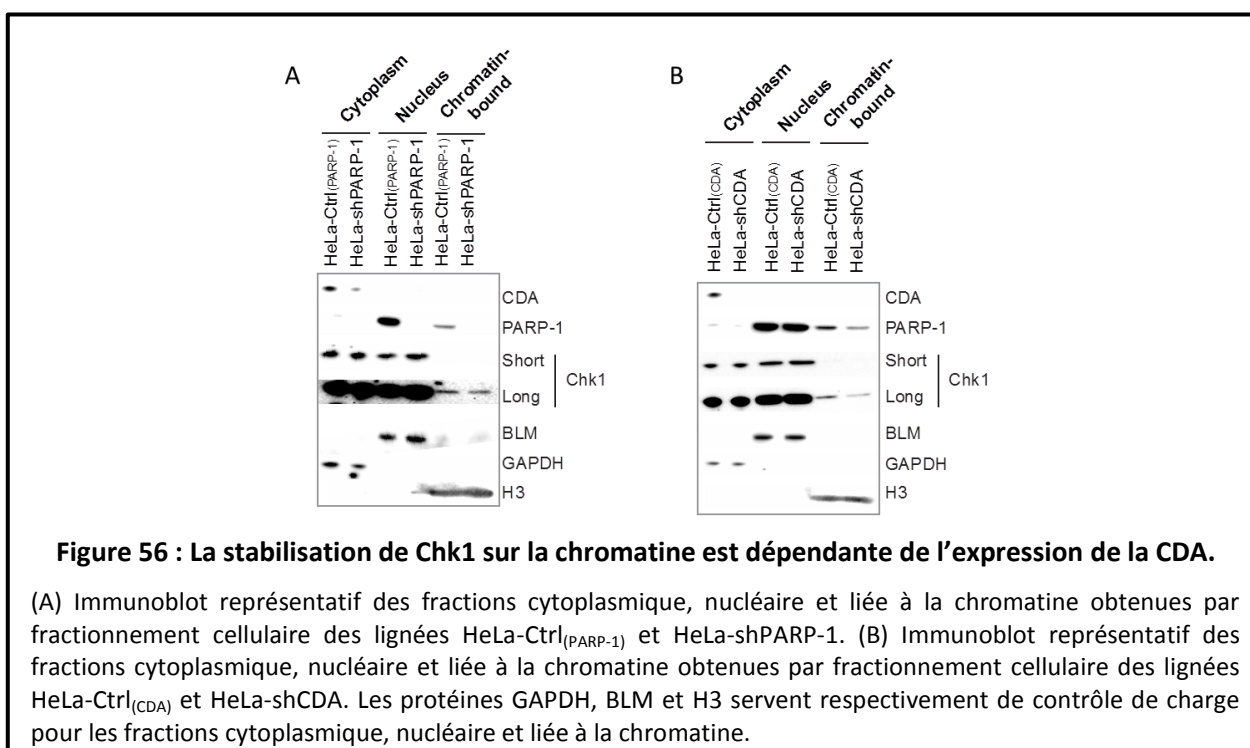 A
Cytoplasm
Nucleus
Chromatin-
bound
HeLa-Ctrl(PARP-1)
HeLa-shPARP-1
HeLa-Ctrl(PARP-1)
HeLa-shPARP-1
HeLa-Ctrl(PARP-1)
HeLa-shPARP-1
CDA
PARP-1
Short
Chk1
Long
BLM
GAPDH
H3
B
Cytoplasm
Nucleus
Chromatin-
bound
HeLa-Ctrl(CDA)
HeLa-shCDA
HeLa-Ctrl(CDA)
HeLa-shCDA
HeLa-Ctrl(CDA)
HeLa-shCDA
CDA
PARP-1
Short
Chk1
Long
BLM
GAPDH
H3
Figure 56 : La stabilisation de Chk1 sur la chromatine est dépendante de l’expression de la CDA.
(A) Immunoblot représentatif des fractions cytoplasmique, nucléaire et liée à la chromatine obtenues par
fractionnement cellulaire des lignées HeLa-Ctrl(PARP-1) et HeLa-shPARP-1. (B) Immunoblot représentatif des
fractions cytoplasmique, nucléaire et liée à la chromatine obtenues par fractionnement cellulaire des lignées
HeLa-Ctrl(CDA) et HeLa-shCDA. Les protéines GAPDH, BLM et H3 servent respectivement de contrôle de charge
pour les fractions cytoplasmique, nucléaire et liée à la chromatine.